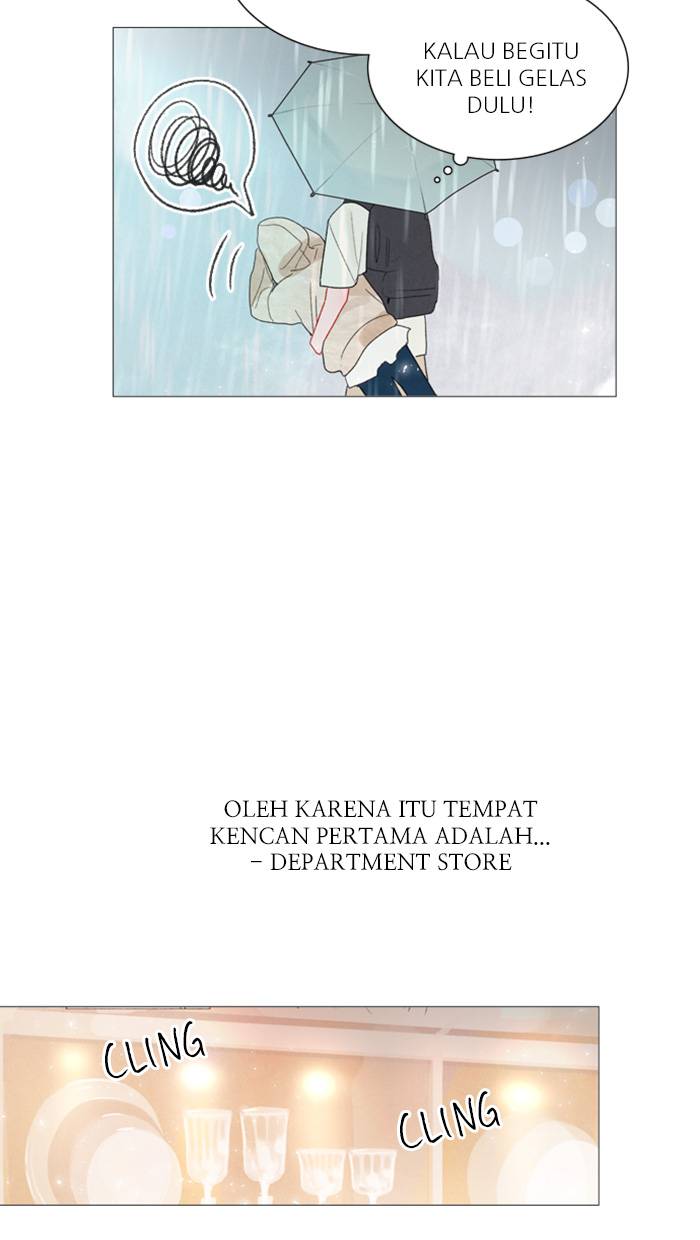 KALAU BEGITU
KITA BELI GELAS
DULU!
OLEH KARENA ITU TEMPAT
KENCAN PERTAMA ADALAH...
- DEPARTMENT STORE
CLING
CLING